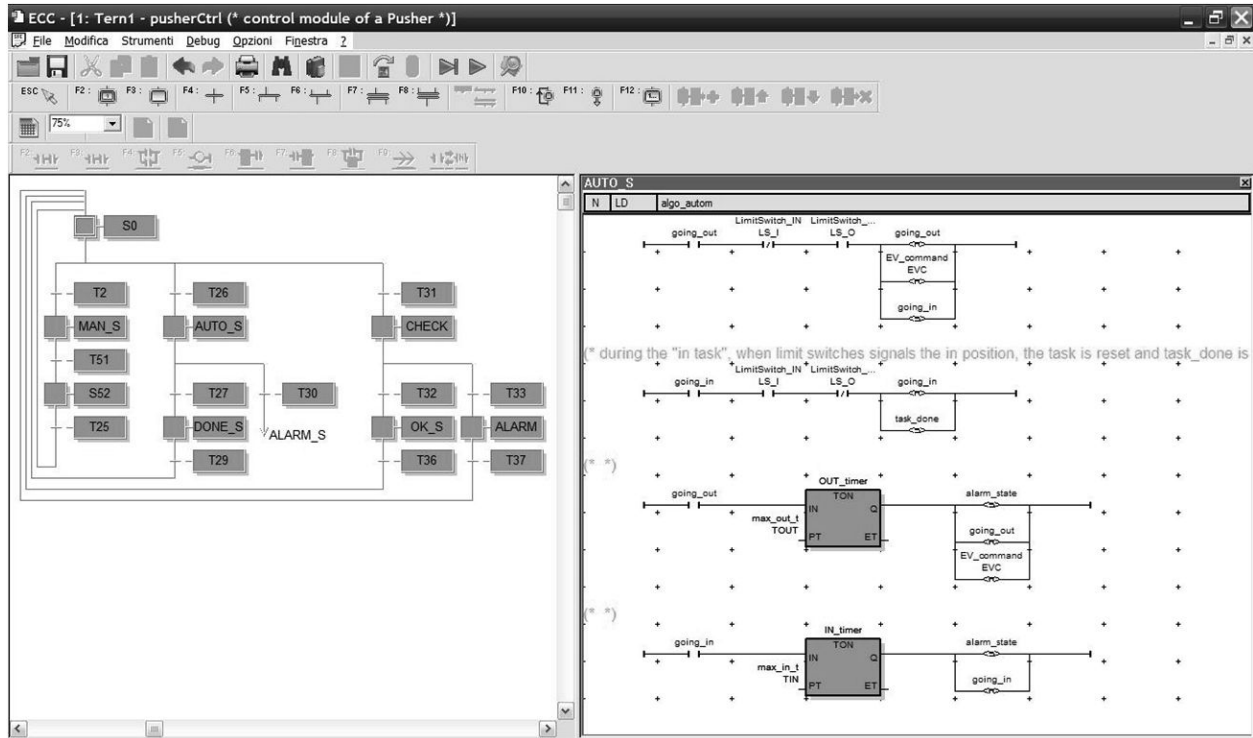 ECC - [1: Tern1 - pusherCtrl (* control module of a Pusher *)]
File Modifica Strumenti Debug Opzioni Finestra ?
ESC F2 : F3 : F4 : F5 : F6 : F7 : F8 : F10 : F11 : F12 :
75%
F2: F3: F4: F5: F6: F7: F8: F9:
S0
T2 T26 T31
MAN_S AUTO_S CHECK
T51
S52 T27 T30 T32 T33
T25 DONE_S ALARM_S OK_S ALARM
T29 T36 T37
AUTO_S
N LD algo_autom
LimitSwitch_IN LimitSwitch_...
going_out LS_I LS_O going_out
EV_command
EVC
going_in
(* during the "in task", when limit switches signals the in position, the task is reset and task_done is
LimitSwitch_IN LimitSwitch_...
going_in LS_I LS_O going_in
task_done
(* *)
OUT_timer
going_out TON alarm_state
IN Q
max_out_t
TOUT
PT ET
going_out
EV_command
EVC
(* *)
IN_timer
going_in TON alarm_state
IN Q
max_in_t
TIN
PT ET
going_in